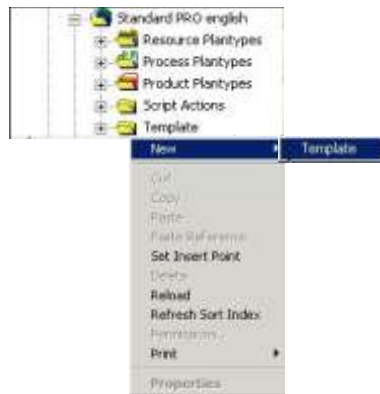 Standard PRO english
Resource Plantypes
Process Plantypes
Product Plantypes
Script Actions
Template
New Template
Cut
Copy
Paste
Paste Reference
Set Insert Point
Delete
Reload
Refresh Sort Index
Permission...
Print
Properties